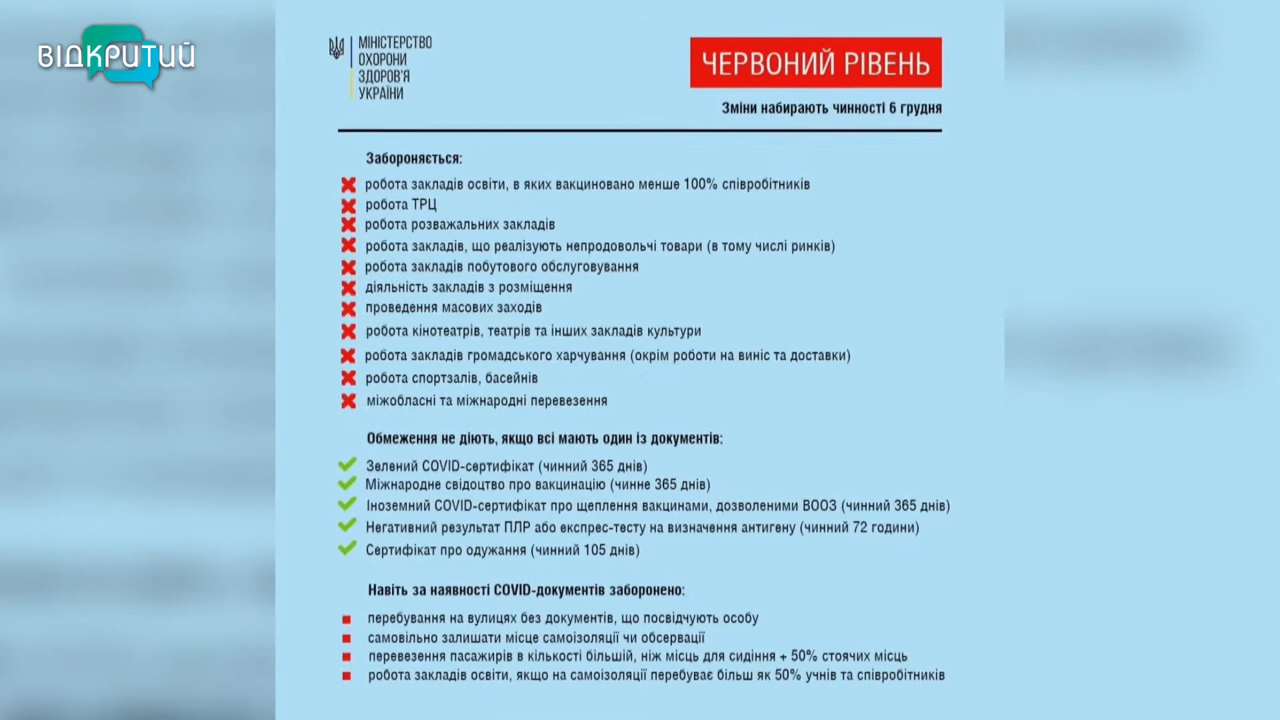 ВІДКРИТИЙ
МІНІСТЕРСТВО
ОХОРОНИ
ЗДОРОВ'Я
УКРАЇНИ
ЧЕРВОНИЙ РІВЕНЬ
Зміни набирають чинності 6 грудня
Забороняється:
робота закладів освіти, в яких вакциновано менше 100% співробітників
робота ТРЦ
робота розважальних закладів
робота закладів, що реалізують непродовольчі товари (в тому числі ринків)
робота закладів побутового обслуговування
діяльність закладів з розміщення
проведення масових заходів
робота кінотеатрів, театрів та інших закладів культури
робота закладів громадського харчування (окрім роботи на виніс та доставки)
робота спортзалів, басейнів
міжобласні та міжнародні перевезення
Обмеження не діють, якщо всі мають один із документів:
Зелений COVID-сертифікат (чинний 365 днів)
Міжнародне свідоцтво про вакцинацію (чинне 365 днів)
Іноземний COVID-сертифікат про щеплення вакцинами, дозволеними ВООЗ (чинний 365 днів)
Негативний результат ПЛР або експрес-тесту на визначення антигену (чинний 72 години)
Сертифікат про одужання (чинний 105 днів)
Навіть за наявності COVID-документів заборонено:
перебування на вулицях без документів, що посвідчують особу
самовільно залишати місце самоізоляції чи обсервації
перевезення пасажирів в кількості більшій, ніж місць для сидіння + 50% стоячих місць
робота закладів освіти, якщо на самоізоляції перебуває більш як 50% учнів та співробітників